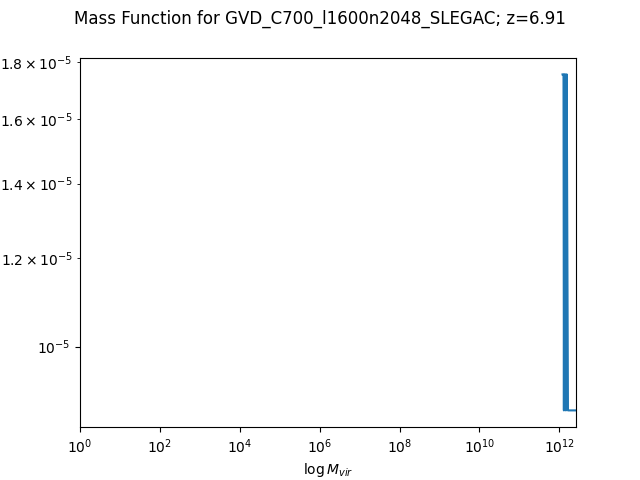 Mass Function for GVD_C700_l1600n2048_SLEGAC; z=6.91
1.8 × 10⁻⁵
1.6 × 10⁻⁵
1.4 × 10⁻⁵
1.2 × 10⁻⁵
10⁻⁵
10⁰ 10² 10⁴ 10⁶ 10⁸ 10¹⁰ 10¹²
log M_vir